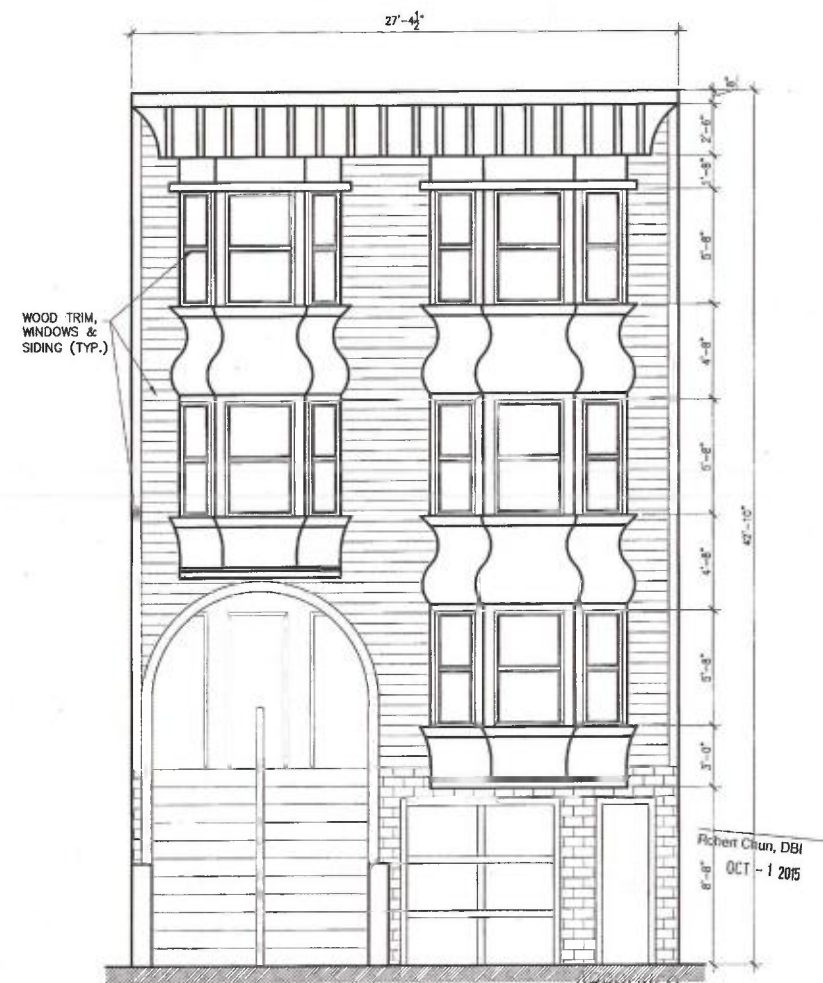 27'-4½"
8"
2'-6"
1'-8"
5'-8"
WOOD TRIM,
WINDOWS &
SIDING (TYP.)
4'-8"
5'-8"
42'-10"
4'-8"
5'-8"
3'-0"
8'-8"
Robert Chun, DBI
OCT - 1 2015